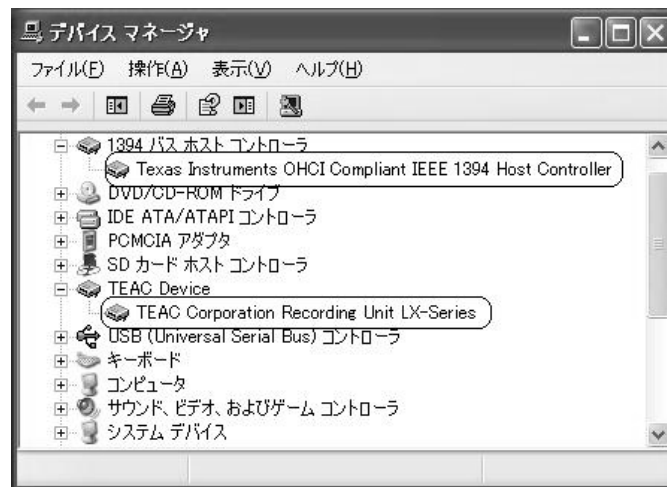 デバイス マネージャ
ファイル(F) 操作(A) 表示(V) ヘルプ(H)
1394 バス ホスト コントローラ
Texas Instruments OHCI Compliant IEEE 1394 Host Controller
DVD/CD-ROM ドライブ
IDE ATA/ATAPI コントローラ
PCMCIA アダプタ
SD カード ホスト コントローラ
TEAC Device
TEAC Corporation Recording Unit LX-Series
USB (Universal Serial Bus) コントローラ
キーボード
コンピュータ
サウンド、ビデオ、およびゲーム コントローラ
システム デバイス